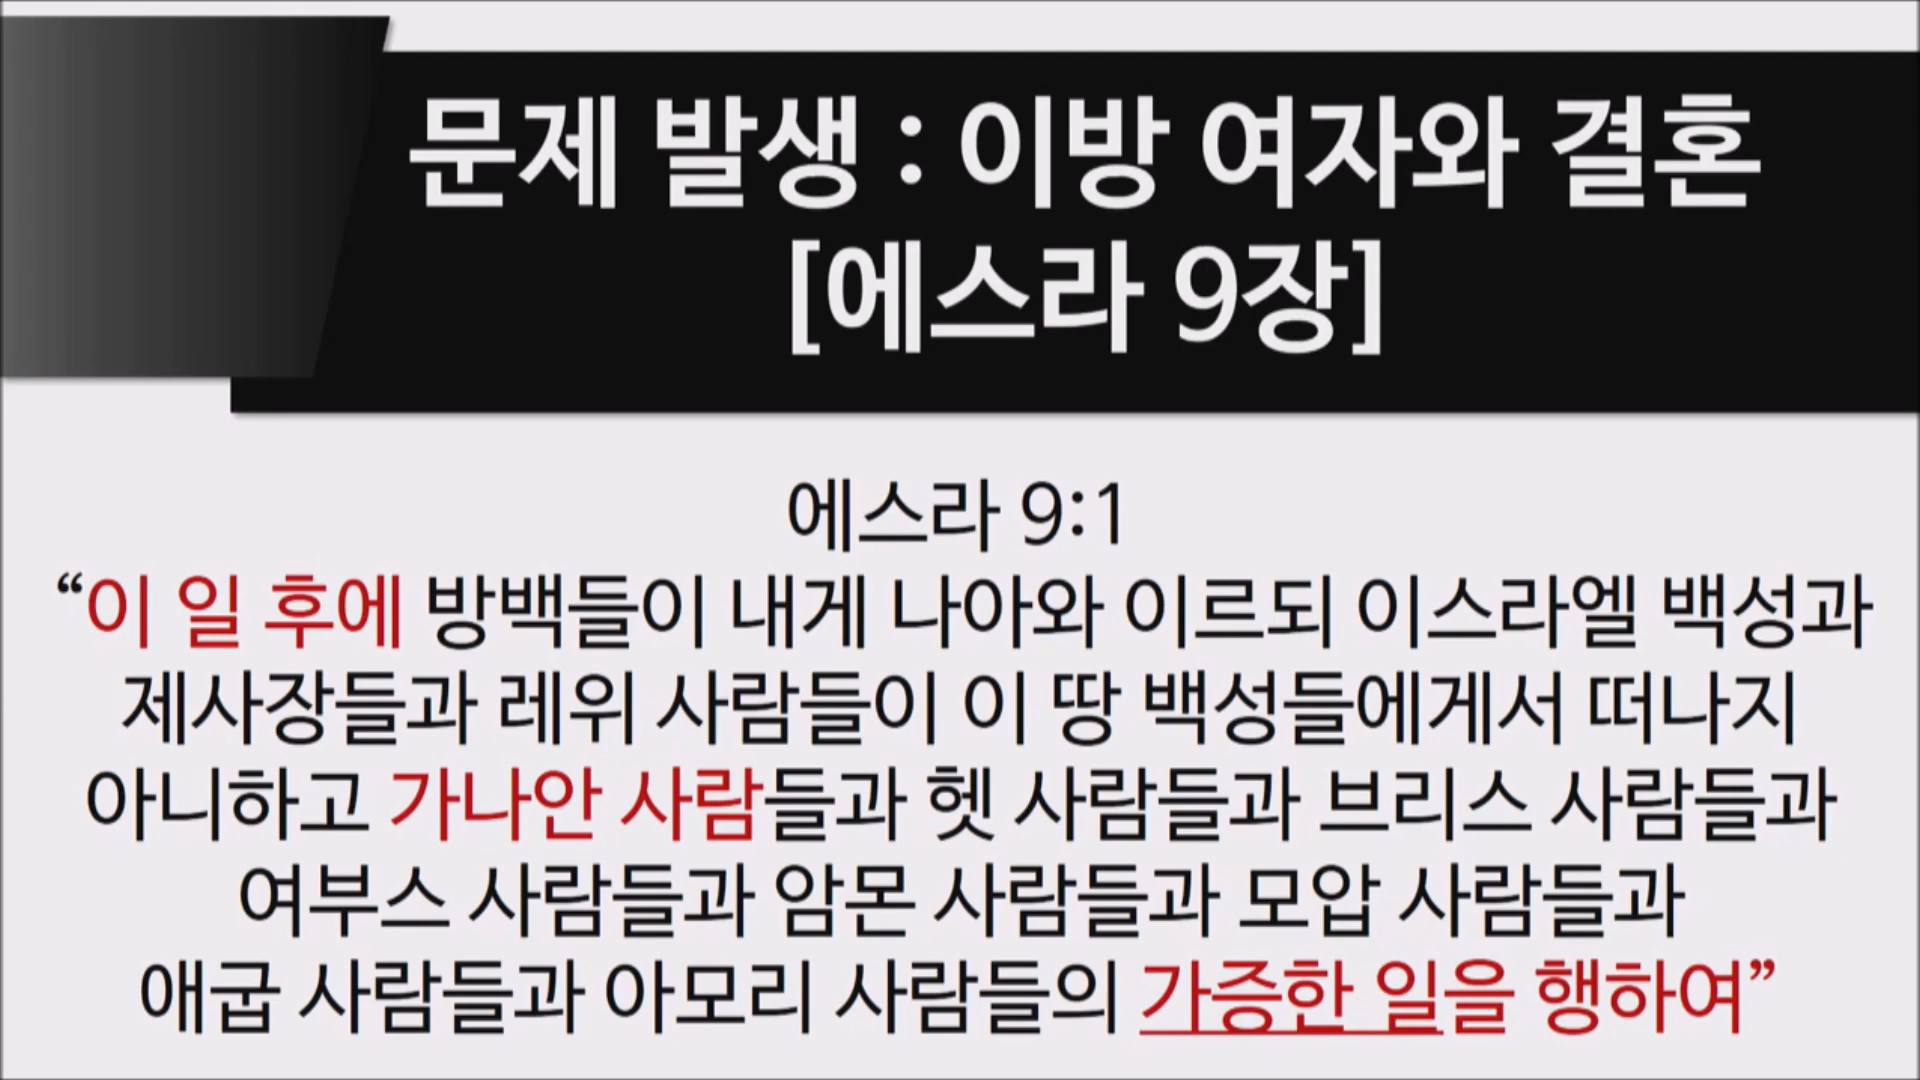 문제 발생 : 이방 여자와 결혼
[에스라 9장]
에스라 9:1
“이 일 후에 방백들이 내게 나아와 이르되 이스라엘 백성과
제사장들과 레위 사람들이 이 땅 백성들에게서 떠나지
아니하고 가나안 사람들과 헷 사람들과 브리스 사람들과
여부스 사람들과 암몬 사람들과 모압 사람들과
애굽 사람들과 아모리 사람들의 가증한 일을 행하여”